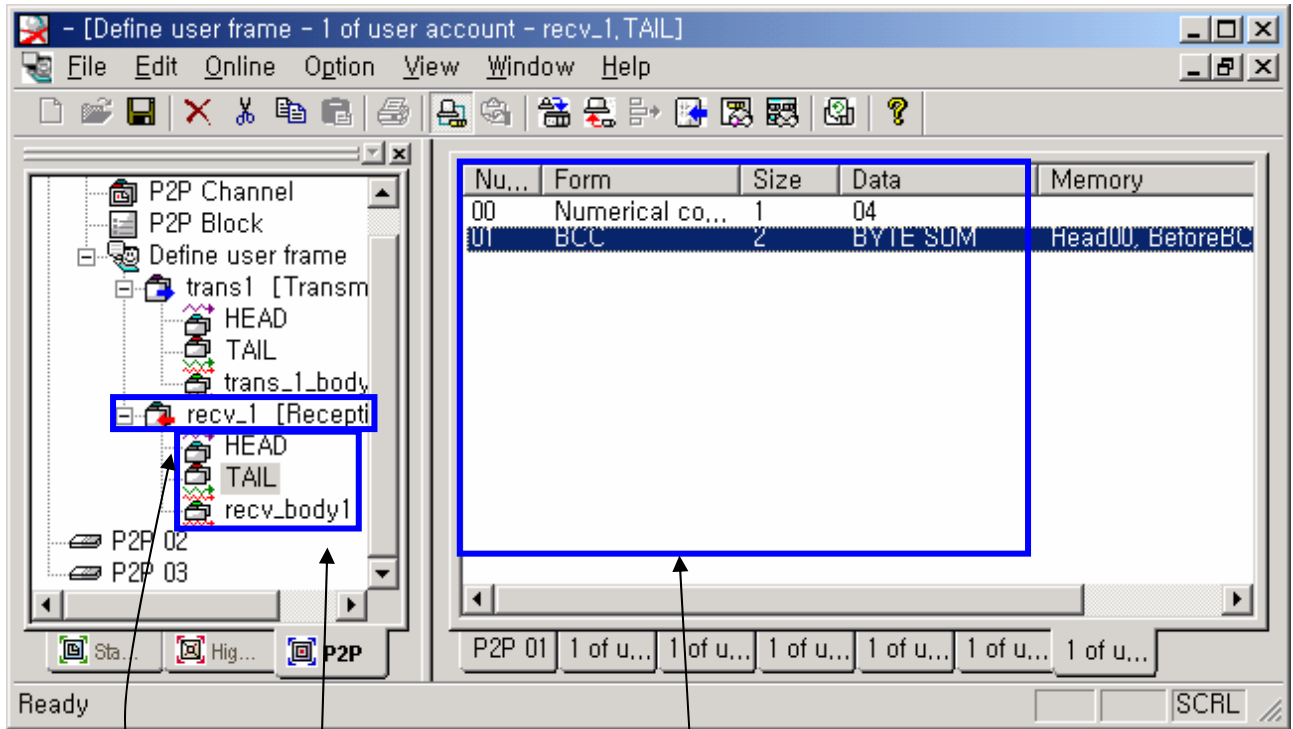 - [Define user frame - 1 of user account - recv_1, TAIL]
File Edit Online Option View Window Help
P2P Channel
P2P Block
Define user frame
trans1 [Transm
HEAD
TAIL
trans_1_body
recv_1 [Recepti
HEAD
TAIL
recv_body1
P2P 02
P2P 03
Sta... Hig... P2P
Nu... Form Size Data Memory
00 Numerical co... 1 04
01 BCC 2 BYTE SUM Head00, BeforeBC
P2P 01 1 of u... 1 of u... 1 of u... 1 of u... 1 of u... 1 of u...
Ready SCRL